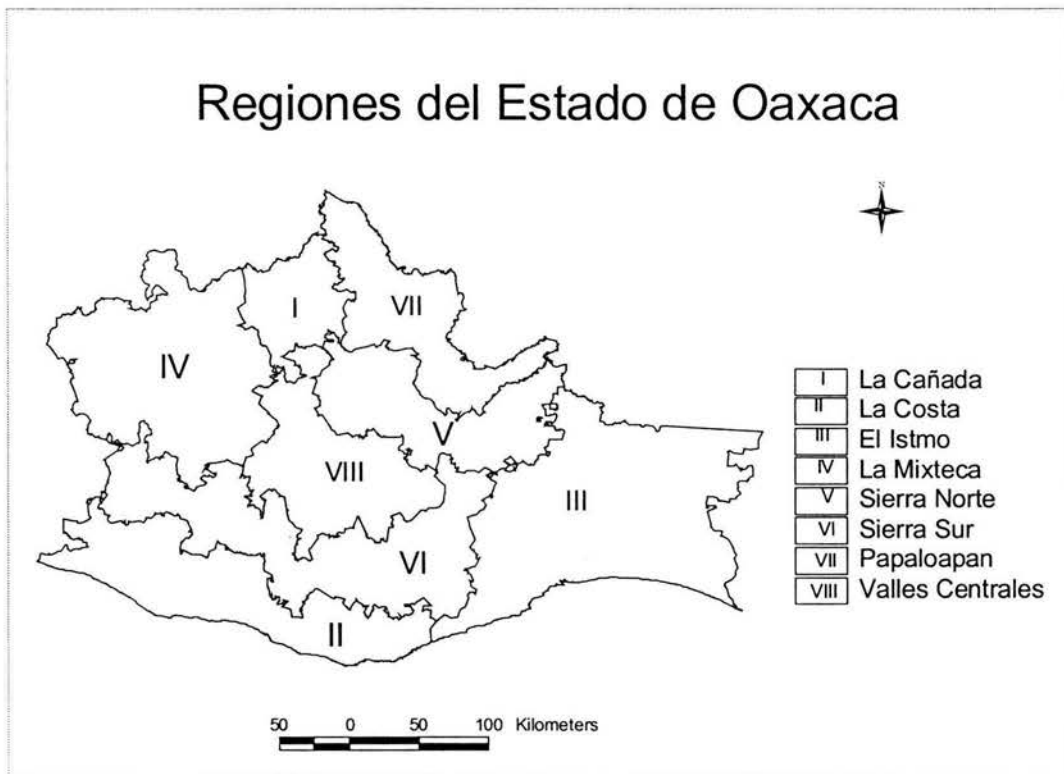 Regiones del Estado de Oaxaca
N
I
VII
IV
V
VIII
III
VI
II
I La Cañada
II La Costa
III El Istmo
IV La Mixteca
V Sierra Norte
VI Sierra Sur
VII Papaloapan
VIII Valles Centrales
50 0 50 100 Kilometers